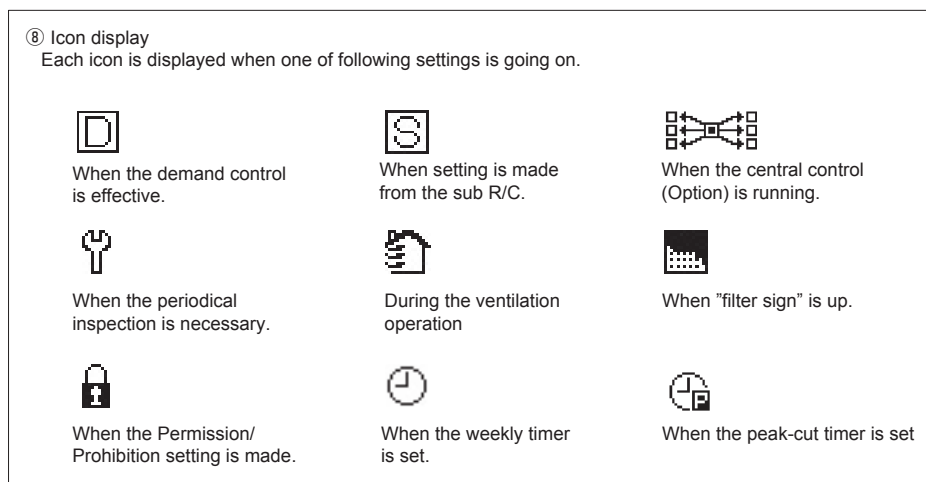 ⑧ Icon display
Each icon is displayed when one of following settings is going on.
D
S
When the demand control
is effective.
When setting is made
from the sub R/C.
When the central control
(Option) is running.
When the periodical
inspection is necessary.
During the ventilation
operation
When ”filter sign” is up.
P
When the Permission/
Prohibition setting is made.
When the weekly timer
is set.
When the peak-cut timer is set